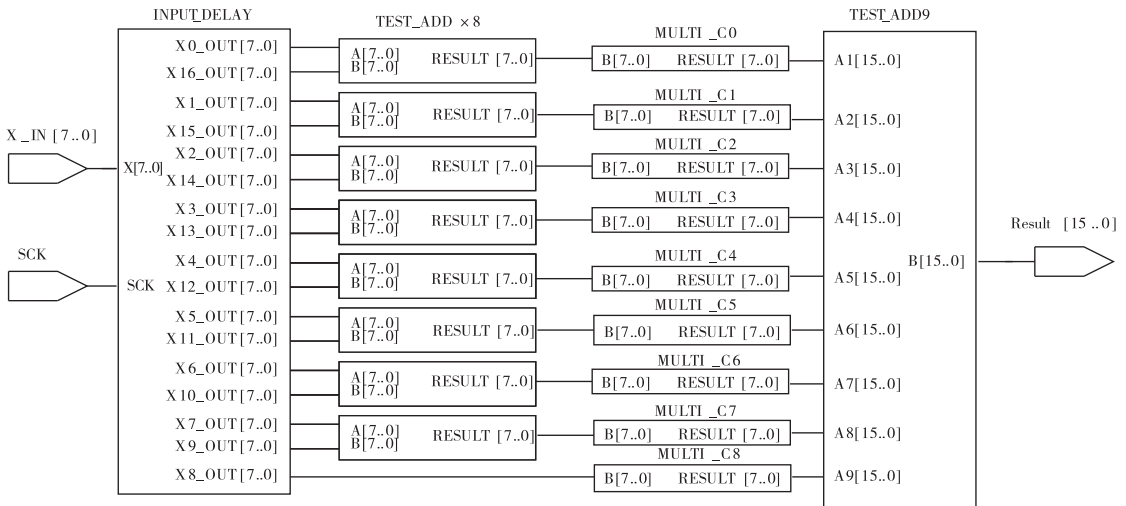 INPUT_DELAY
TEST_ADD × 8
TEST_ADD9
X_IN [7..0]
SCK
X[7..0]
SCK
X0_OUT[7..0]
X16_OUT[7..0]
X1_OUT[7..0]
X15_OUT[7..0]
X2_OUT[7..0]
X14_OUT[7..0]
X3_OUT[7..0]
X13_OUT[7..0]
X4_OUT[7..0]
X12_OUT[7..0]
X5_OUT[7..0]
X11_OUT[7..0]
X6_OUT[7..0]
X10_OUT[7..0]
X7_OUT[7..0]
X9_OUT[7..0]
X8_OUT[7..0]
A[7..0]
B[7..0]
RESULT [7..0]
A[7..0]
B[7..0]
RESULT [7..0]
A[7..0]
B[7..0]
RESULT [7..0]
A[7..0]
B[7..0]
RESULT [7..0]
A[7..0]
B[7..0]
RESULT [7..0]
A[7..0]
B[7..0]
RESULT [7..0]
A[7..0]
B[7..0]
RESULT [7..0]
A[7..0]
B[7..0]
RESULT [7..0]
MULTI _C0
B[7..0] RESULT [7..0]
MULTI _C1
B[7..0] RESULT [7..0]
MULTI _C2
B[7..0] RESULT [7..0]
MULTI _C3
B[7..0] RESULT [7..0]
MULTI _C4
B[7..0] RESULT [7..0]
MULTI _C5
B[7..0] RESULT [7..0]
MULTI _C6
B[7..0] RESULT [7..0]
MULTI _C7
B[7..0] RESULT [7..0]
MULTI _C8
B[7..0] RESULT [7..0]
A1[15..0]
A2[15..0]
A3[15..0]
A4[15..0]
A5[15..0]
A6[15..0]
A7[15..0]
A8[15..0]
A9[15..0]
B[15..0]
Result [15 ..0]